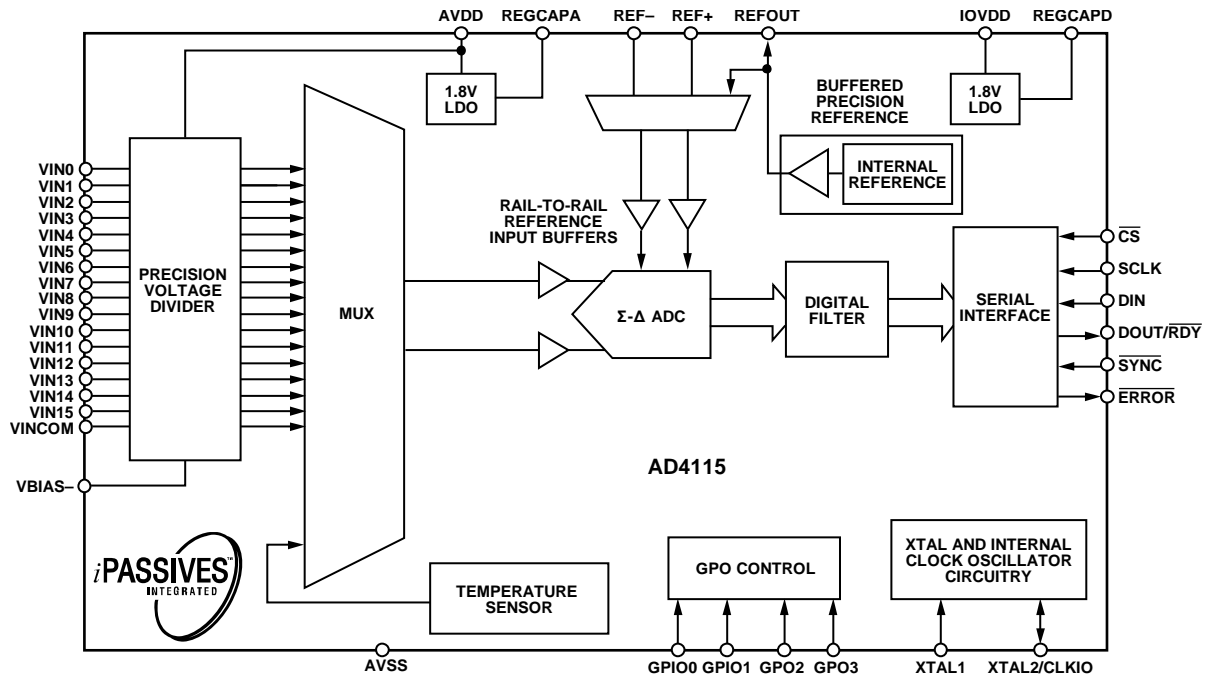 AVDD REGCAPA REF– REF+ REFOUT IOVDD REGCAPD
1.8V
LDO
BUFFERED
PRECISION
REFERENCE
1.8V
LDO
INTERNAL
REFERENCE
VIN0
VIN1
VIN2
VIN3
VIN4
VIN5
VIN6
VIN7
VIN8
VIN9
VIN10
VIN11
VIN12
VIN13
VIN14
VIN15
VINCOM
VBIAS–
PRECISION
VOLTAGE
DIVIDER
MUX
RAIL-TO-RAIL
REFERENCE
INPUT BUFFERS
Σ-Δ ADC
DIGITAL
FILTER
SERIAL
INTERFACE
CS
SCLK
DIN
DOUT/RDY
SYNC
ERROR
AD4115
iPASSIVES™
INTEGRATED
TEMPERATURE
SENSOR
GPO CONTROL
XTAL AND INTERNAL
CLOCK OSCILLATOR
CIRCUITRY
AVSS GPIO0 GPIO1 GPO2 GPO3 XTAL1 XTAL2/CLKIO